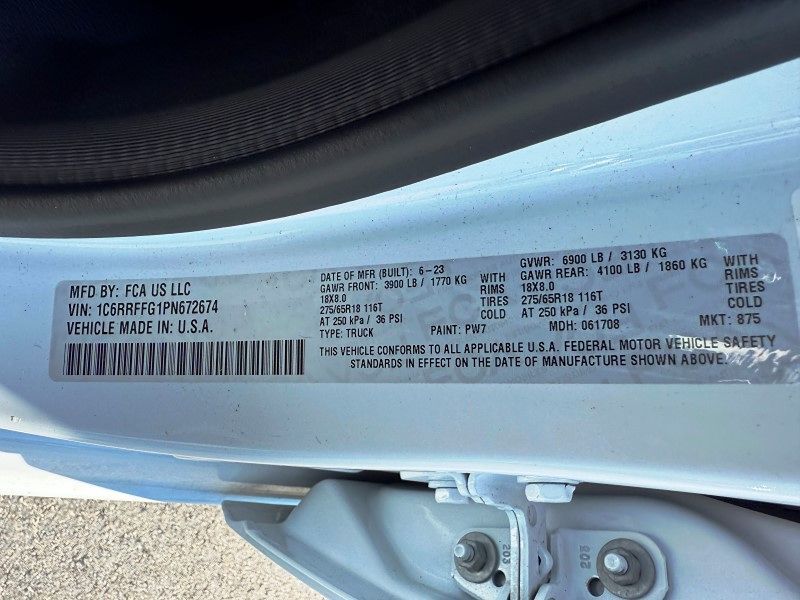 MFD BY: FCA US LLC
VIN: 1C6RRFFG1PN672674
VEHICLE MADE IN: U.S.A.
DATE OF MFR (BUILT): 6-23
GAWR FRONT: 3900 LB / 1770 KG WITH
18X8.0 RIMS
275/65R18 116T TIRES
AT 250 kPa / 36 PSI COLD
TYPE: TRUCK PAINT: PW7
GVWR: 6900 LB / 3130 KG
GAWR REAR: 4100 LB / 1860 KG WITH
18X8.0 RIMS
275/65R18 116T TIRES
AT 250 kPa / 36 PSI COLD
MDH: 061708 MKT: 875
THIS VEHICLE CONFORMS TO ALL APPLICABLE U.S.A. FEDERAL MOTOR VEHICLE SAFETY
STANDARDS IN EFFECT ON THE DATE OF MANUFACTURE SHOWN ABOVE.
203
203